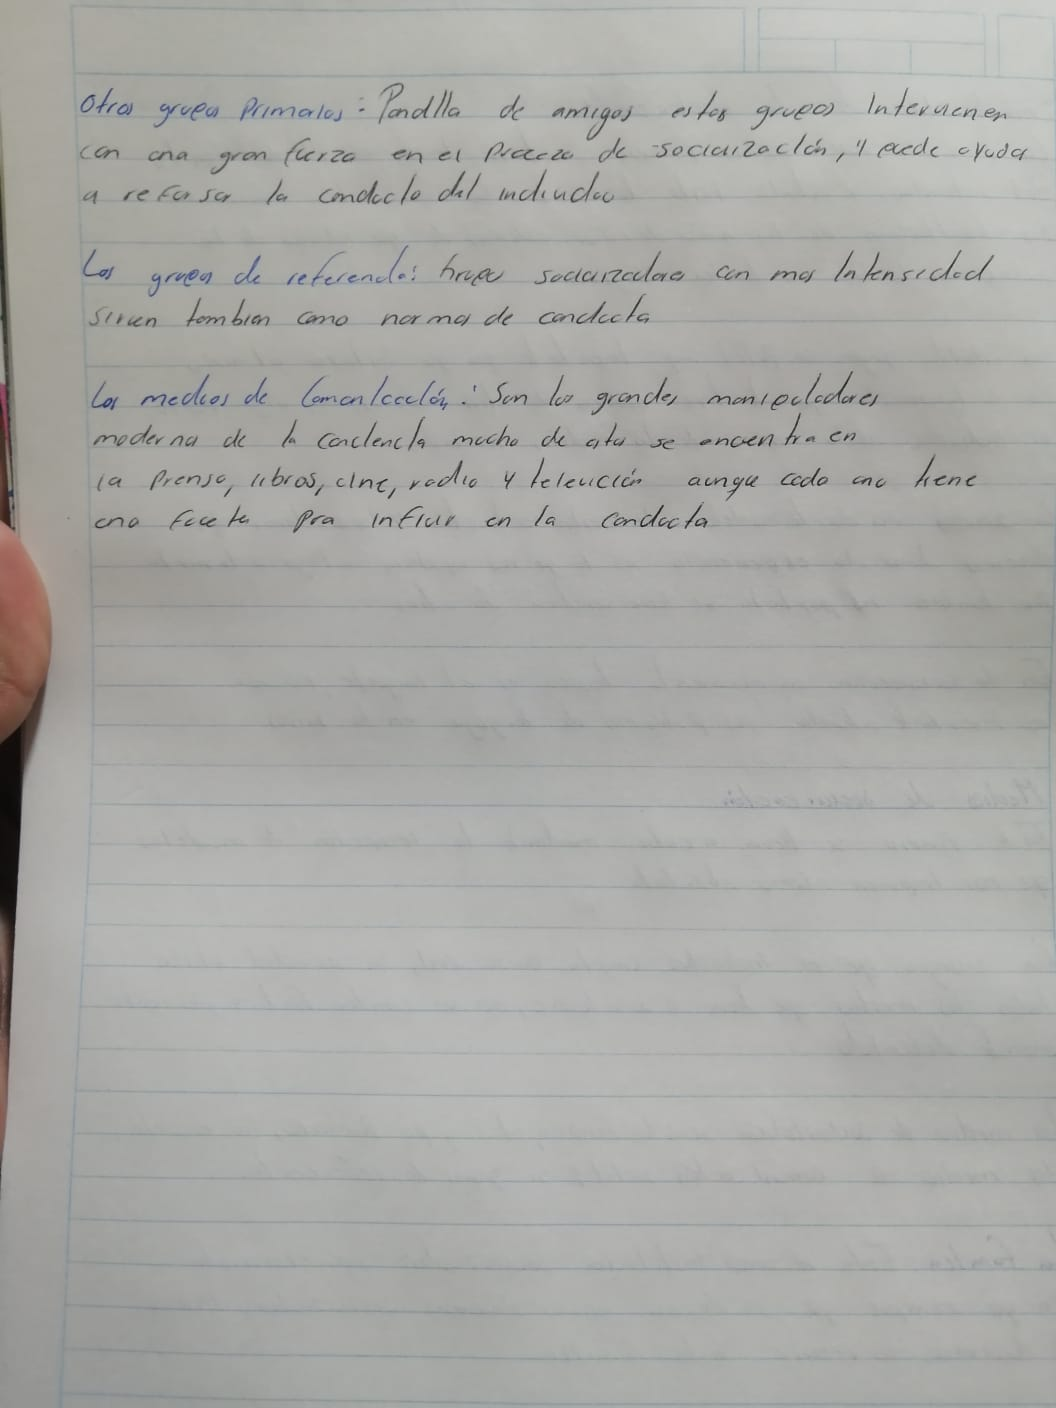 Otros grupos Primarios: Pandilla de amigos estos grupos Intervienen
con una gran fuerza en el Proceso de socialización, y puede ayuda
a refosar la conducta del individuo
Los grupos de referencia: grupos socializadores con mas Intensidad
sirven tambien como norma de conducta
Los medios de Comunicación: Son los grandes manipuladores
moderna de la conciencia mucho de esta se encuentra en
la Prensa, libros, cine, radio y televición aunque cada uno tiene
una faceta pra influir en la conducta